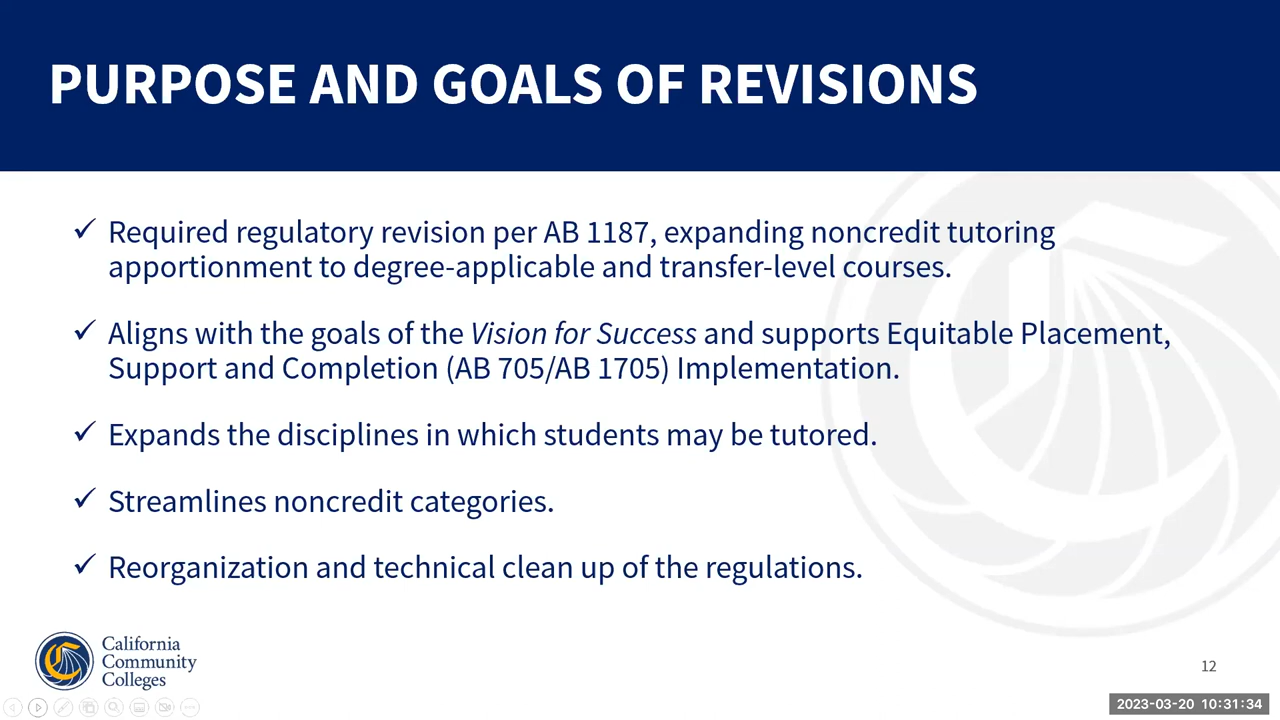 PURPOSE AND GOALS OF REVISIONS
✓ Required regulatory revision per AB 1187, expanding noncredit tutoring
apportionment to degree-applicable and transfer-level courses.
✓ Aligns with the goals of the Vision for Success and supports Equitable Placement,
Support and Completion (AB 705/AB 1705) Implementation.
✓ Expands the disciplines in which students may be tutored.
✓ Streamlines noncredit categories.
✓ Reorganization and technical clean up of the regulations.
California
Community
Colleges
12
2023-03-20 10:31:34